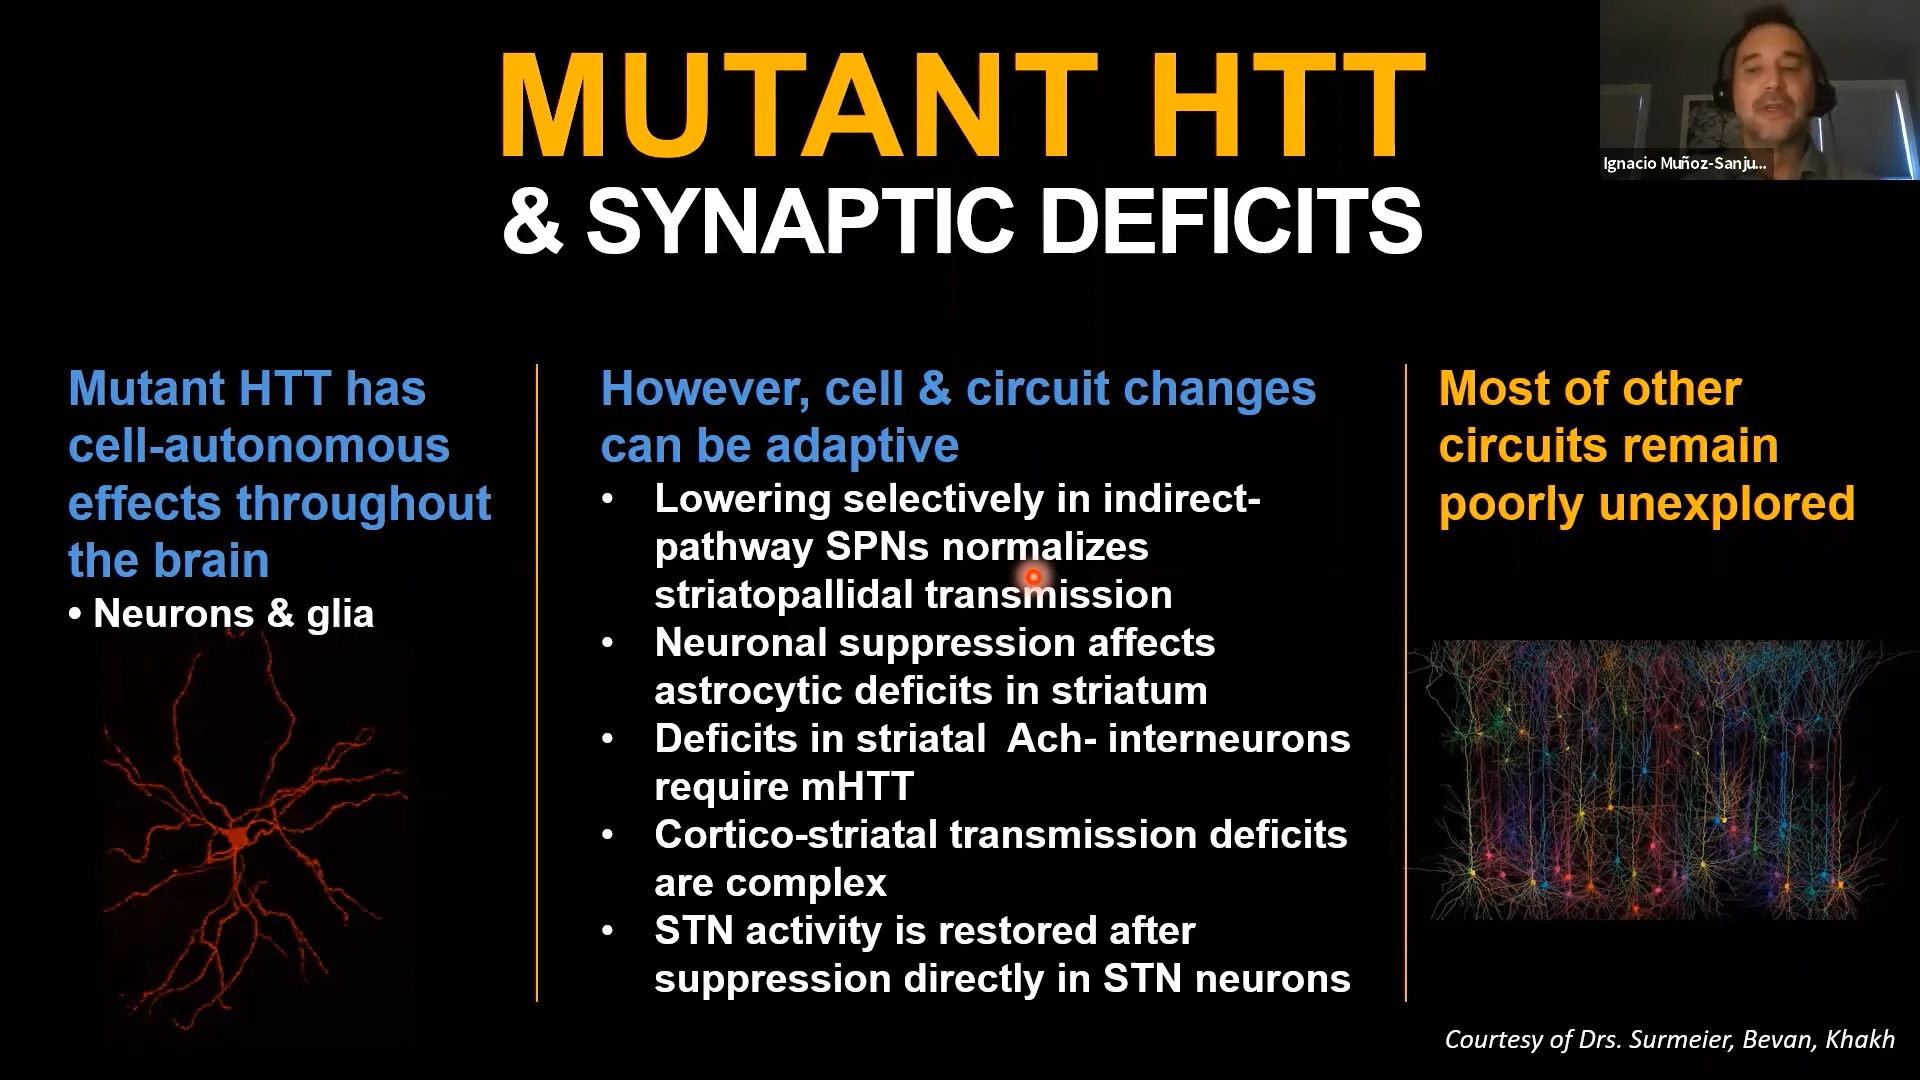 MUTANT HTT
& SYNAPTIC DEFICITS
Ignacio Muñoz-Sanju...
Mutant HTT has
cell-autonomous
effects throughout
the brain
• Neurons & glia
However, cell & circuit changes
can be adaptive
• Lowering selectively in indirect-
pathway SPNs normalizes
striatopallidal transmission
• Neuronal suppression affects
astrocytic deficits in striatum
• Deficits in striatal  Ach- interneurons
require mHTT
• Cortico-striatal transmission deficits
are complex
• STN activity is restored after
suppression directly in STN neurons
Most of other
circuits remain
poorly unexplored
Courtesy of Drs. Surmeier, Bevan, Khakh